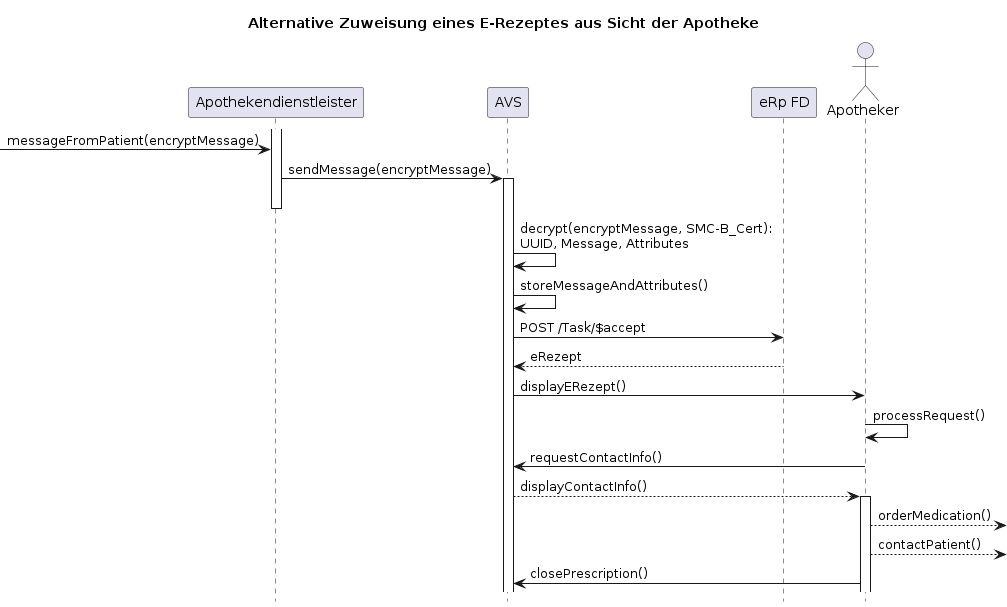 Alternative Zuweisung eines E-Rezeptes aus Sicht der Apotheke
Apothekendienstleister
AVS
eRp FD
Apotheker
messageFromPatient(encryptMessage)
sendMessage(encryptMessage)
decrypt(encryptMessage, SMC-B_Cert):
UUID, Message, Attributes
storeMessageAndAttributes()
POST /Task/$accept
eRezept
displayERezept()
processRequest()
requestContactInfo()
displayContactInfo()
orderMedication()
contactPatient()
closePrescription()